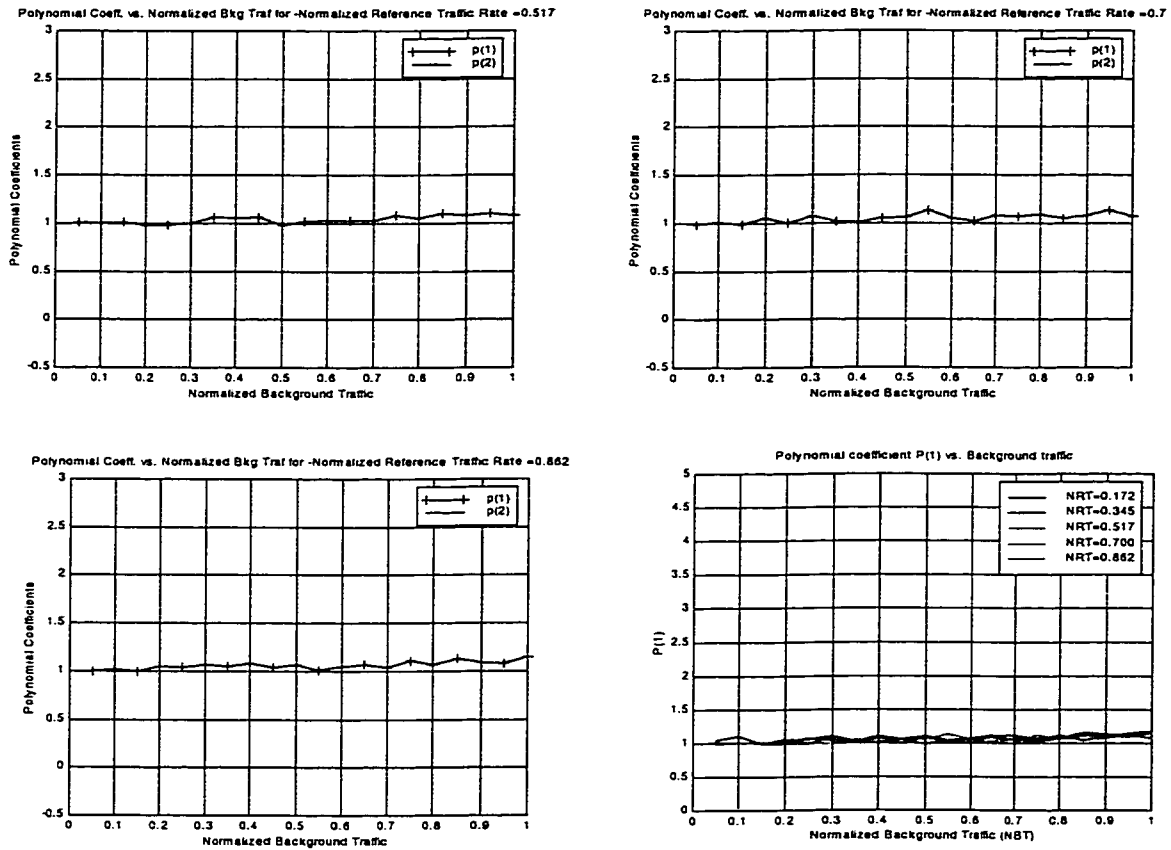 Polynomial Coeff. vs. Normalized Bkg Traf for -Normalized Reference Traffic Rate =0.517
3
2.5
2
1.5
1
0.5
0
-0.5
Polynomial Coefficients
p(1)
p(2)
0 0.1 0.2 0.3 0.4 0.5 0.6 0.7 0.8 0.9 1
Normalized Background Traffic
Polynomial Coeff. vs. Normalized Bkg Traf for -Normalized Reference Traffic Rate =0.7
3
2.5
2
1.5
1
0.5
0
-0.5
Polynomial Coefficients
p(1)
p(2)
0 0.1 0.2 0.3 0.4 0.5 0.6 0.7 0.8 0.9 1
Normalized Background Traffic
Polynomial Coeff. vs. Normalized Bkg Traf for -Normalized Reference Traffic Rate =0.862
3
2.5
2
1.5
1
0.5
0
-0.5
Polynomial Coefficients
p(1)
p(2)
0 0.1 0.2 0.3 0.4 0.5 0.6 0.7 0.8 0.9 1
Normalized Background Traffic
Polynomial coefficient P(1) vs. Background traffic
5
4.5
4
3.5
3
2.5
2
1.5
1
0.5
0
P(1)
NRT=0.172
NRT=0.345
NRT=0.517
NRT=0.700
NRT=0.862
0 0.1 0.2 0.3 0.4 0.5 0.6 0.7 0.8 0.9 1
Normalized Background Traffic (NBT)